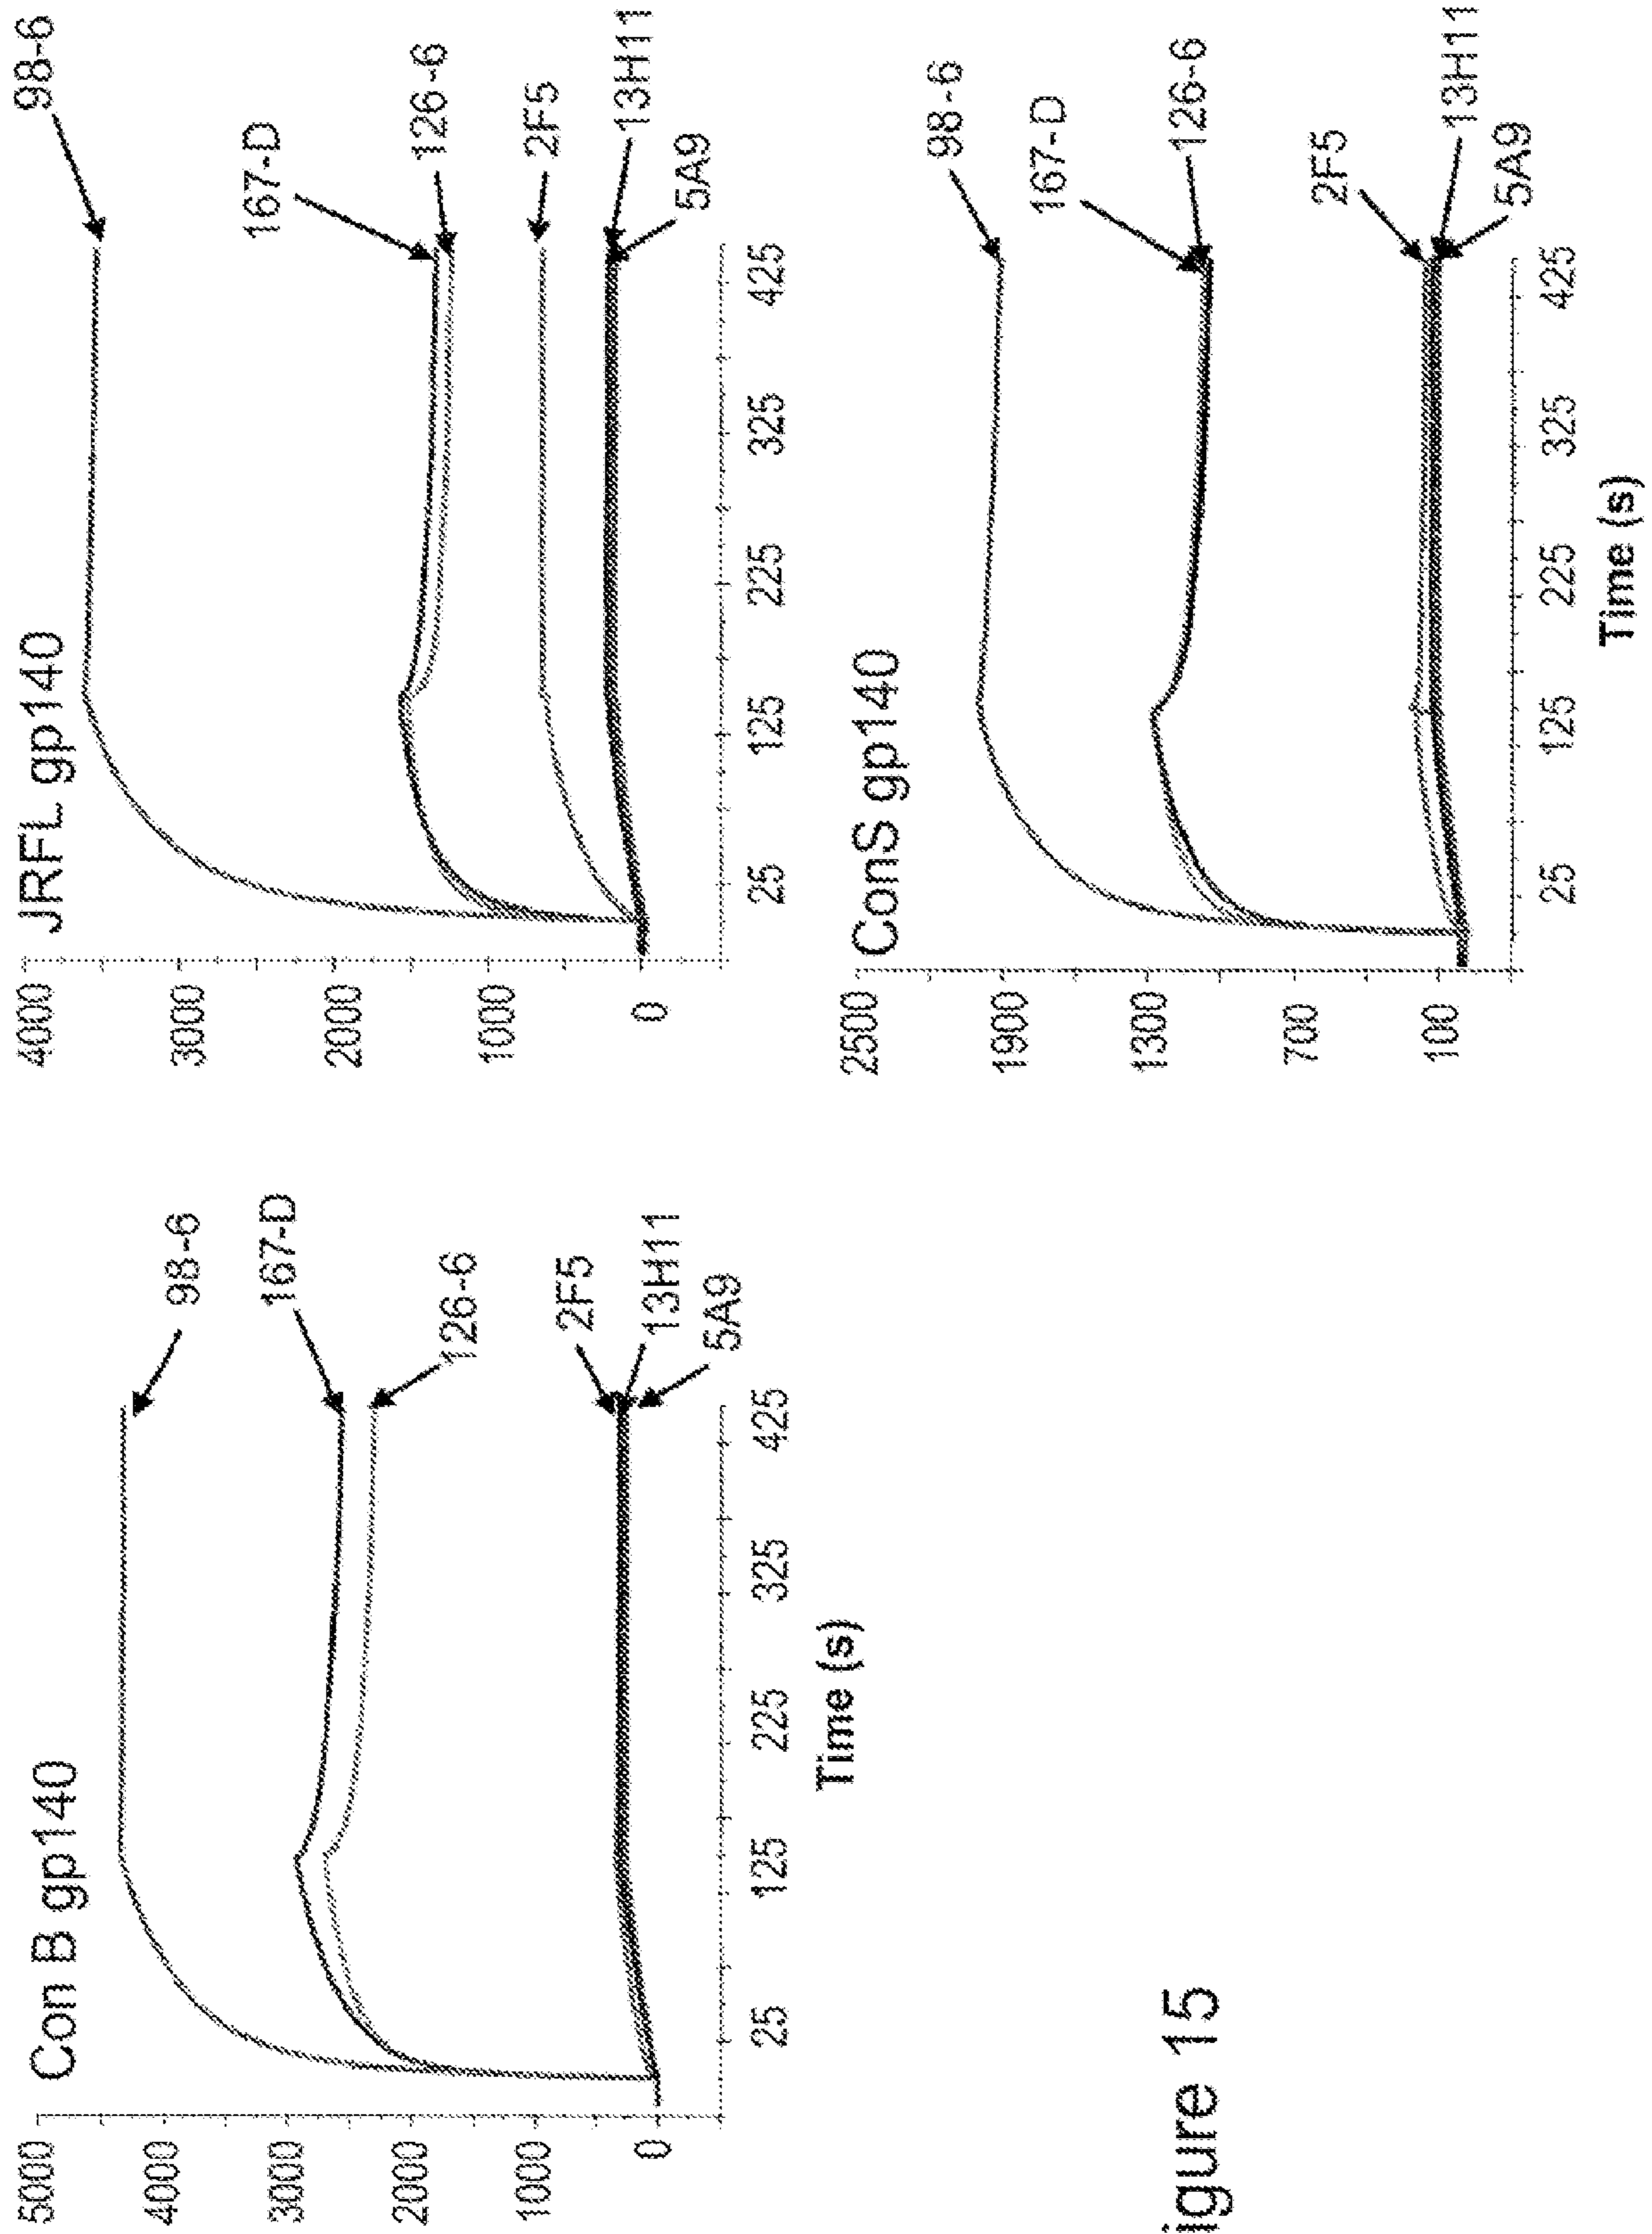 Con B gp140
5000
4000
3000
2000
1000
0
25
125
225
325
425
Time (s)
98-6
167-D
126-6
2F5
13H11
5A9
JRFL gp140
4000
3000
2000
1000
0
25
125
225
325
425
98-6
167-D
126-6
2F5
13H11
5A9
ConS gp140
2500
1900
1300
700
100
25
125
225
325
425
Time (s)
98-6
167-D
126-6
2F5
13H11
5A9
igure 15